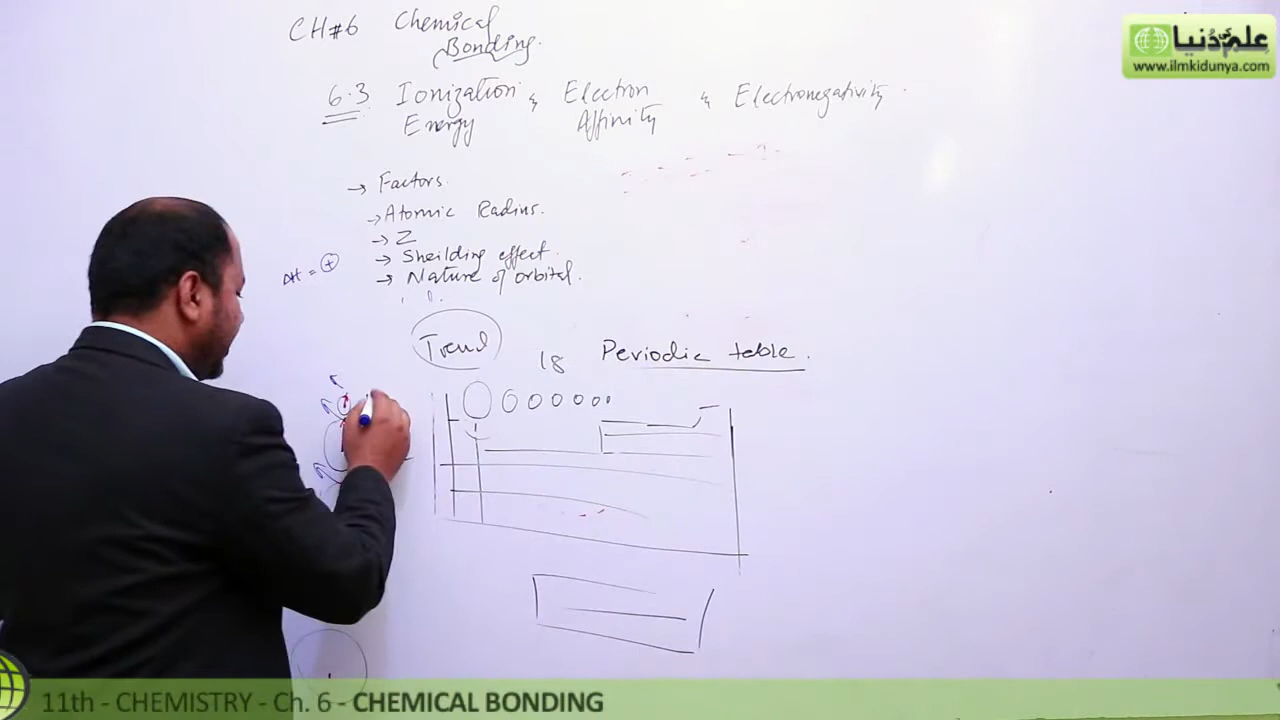 CH#6 Chemical
Bonding.
علم کی دُنیا
www.ilmkidunya.com
6.3 Ionization & Electron & Electronegativity.
Energy Affinity
→ Factors.
→ Atomic Radius.
→ Z
→ Sheilding effect.
ΔH = +
→ Nature of orbital.
Trend
18 Periodic table.
11th - CHEMISTRY - Ch. 6 - CHEMICAL BONDING